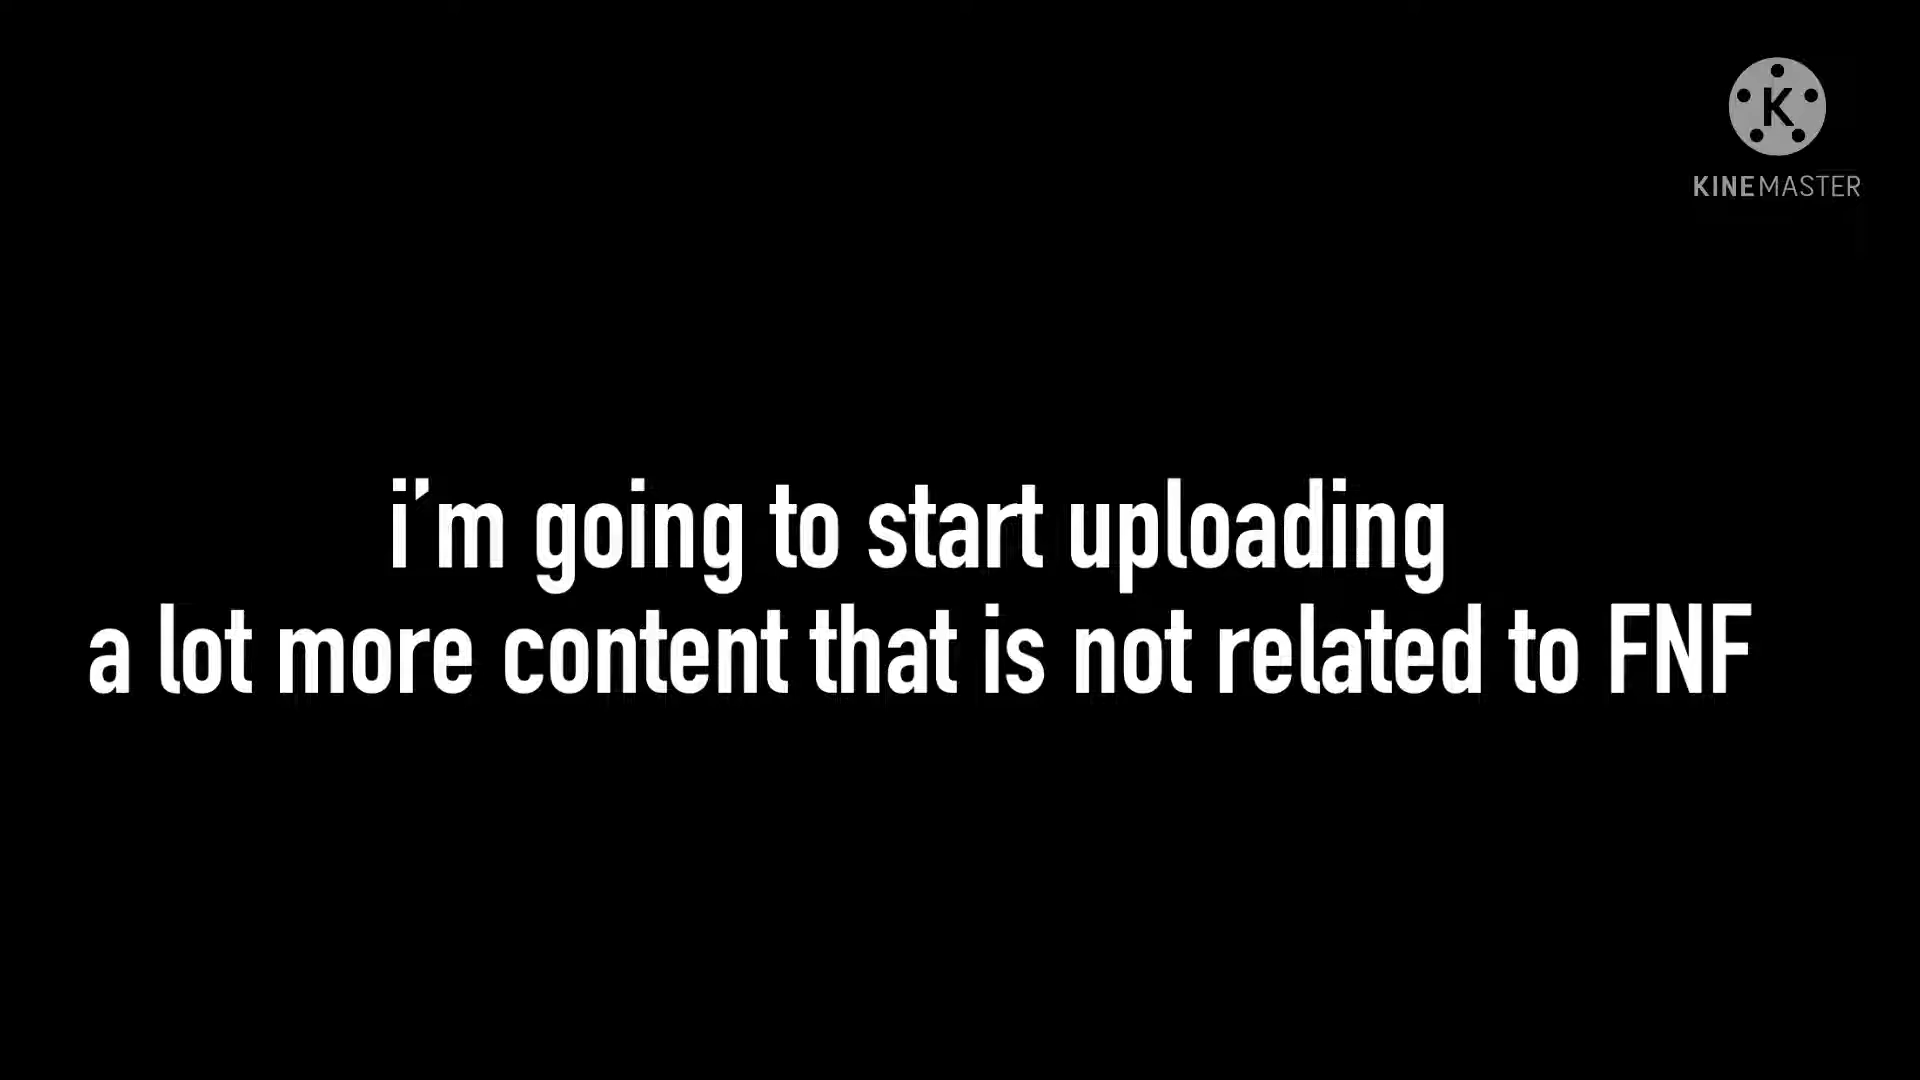 K
KINEMASTER
i’m going to start uploading
a lot more content that is not related to FNF